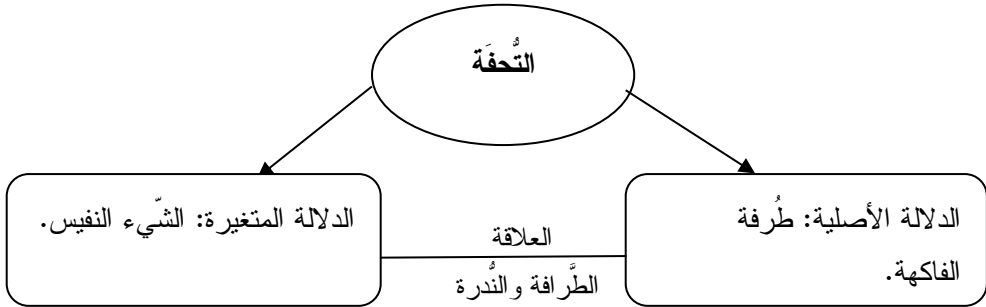 التُّحفَة
الدلالة الأصلية: طُرفة
الفاكهة.
العلاقة
الطَّرافة والنُّدرة
الدلالة المتغيرة: الشّيء النفيس.